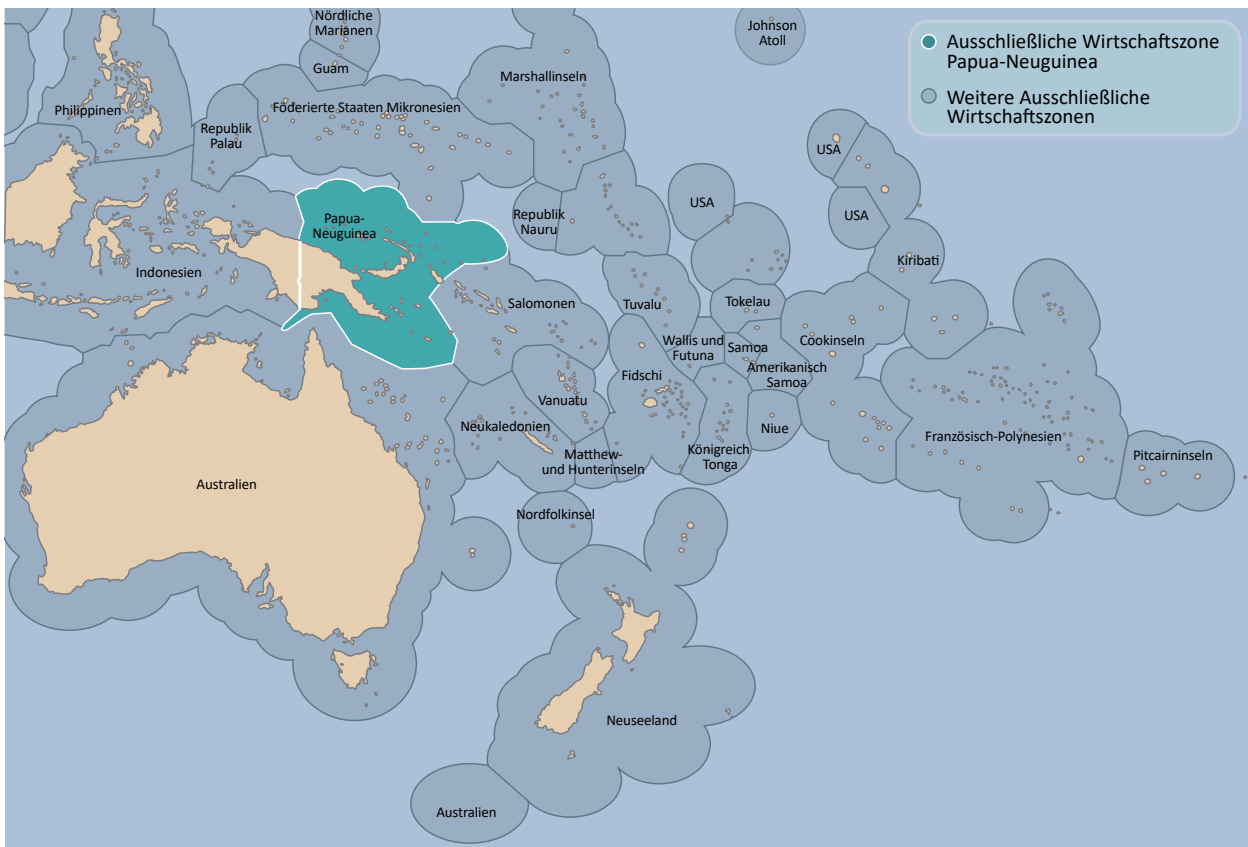 Nördliche
Marianen
Johnson
Atoll
Ausschließliche Wirtschaftszone
Papua-Neuguinea
Weitere Ausschließliche
Wirtschaftszonen
Guam
Marshallinseln
Philippinen
Föderierte Staaten Mikronesien
Republik
Palau
USA
USA
USA
Papua-
Neuguinea
Republik
Nauru
Kiribati
Indonesien
Salomonen
Tuvalu
Tokelau
Wallis und
Futuna
Samoa
Cookinseln
Amerikanisch
Samoa
Fidschi
Vanuatu
Neukaledonien
Niue
Französisch-Polynesien
Matthew-
und Hunterinseln
Königreich
Tonga
Pitcairninseln
Australien
Nordfolkinsel
Neuseeland
Australien